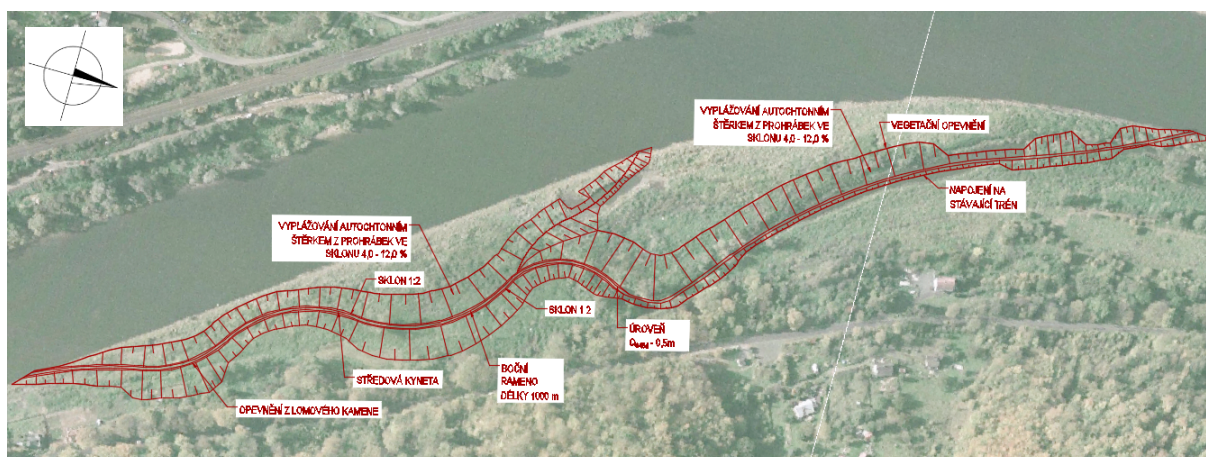 VYPLÁŽOVÁNÍ AUTOCHTONNÍM
ŠTĚRKEM Z PROHRÁBEK VE
SKLONU 4,0 - 12,0 %
VEGETAČNÍ OPEVNĚNÍ
NAPOJENÍ NA
STÁVAJÍCÍ TRÉN
VYPLÁŽOVÁNÍ AUTOCHTONNÍM
ŠTĚRKEM Z PROHRÁBEK VE
SKLONU 4,0 - 12,0 %
SKLON 1:2
SKLON 1:2
ÚROVEŇ
- 0,5m
BOČNÍ
RAMENO
DÉLKY 1000 m
STŘEDOVÁ KYNETA
OPEVNĚNÍ Z LOMOVÉHO KAMENE